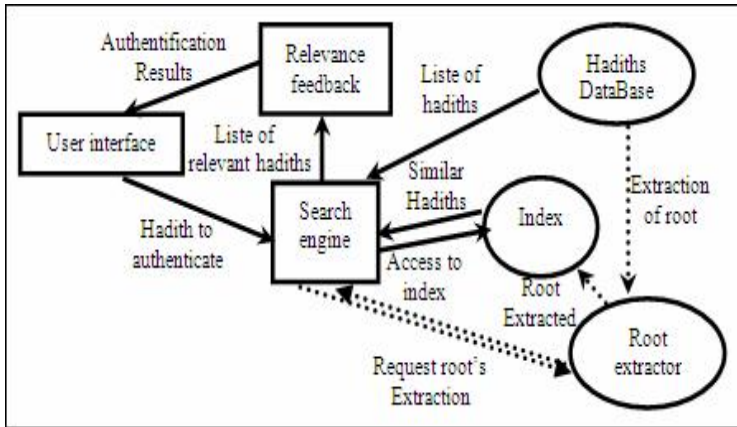 Authentification
Results
Relevance
feedback
Liste of
hadiths
Hadiths
DataBase
User interface
Liste of
relevant hadiths
Similar
Hadiths
Extraction
of root
Search
engine
Index
Hadith to
authenticate
Access to
index
Root
Extracted
Request root's
Extraction
Root
extractor